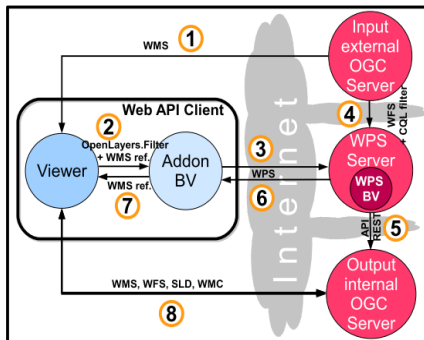 1
WMS
Input
external
OGC
Server
Web API Client
2
OpenLayers.Filter
+ WMS ref.
Viewer
Addon
BV
WMS ref.
7
3
WPS
6
Internet
4
WFS
+ CQL filter
WPS
Server
WPS
BV
API
REST
5
Output
internal
OGC
Server
WMS, WFS, SLD, WMC
8